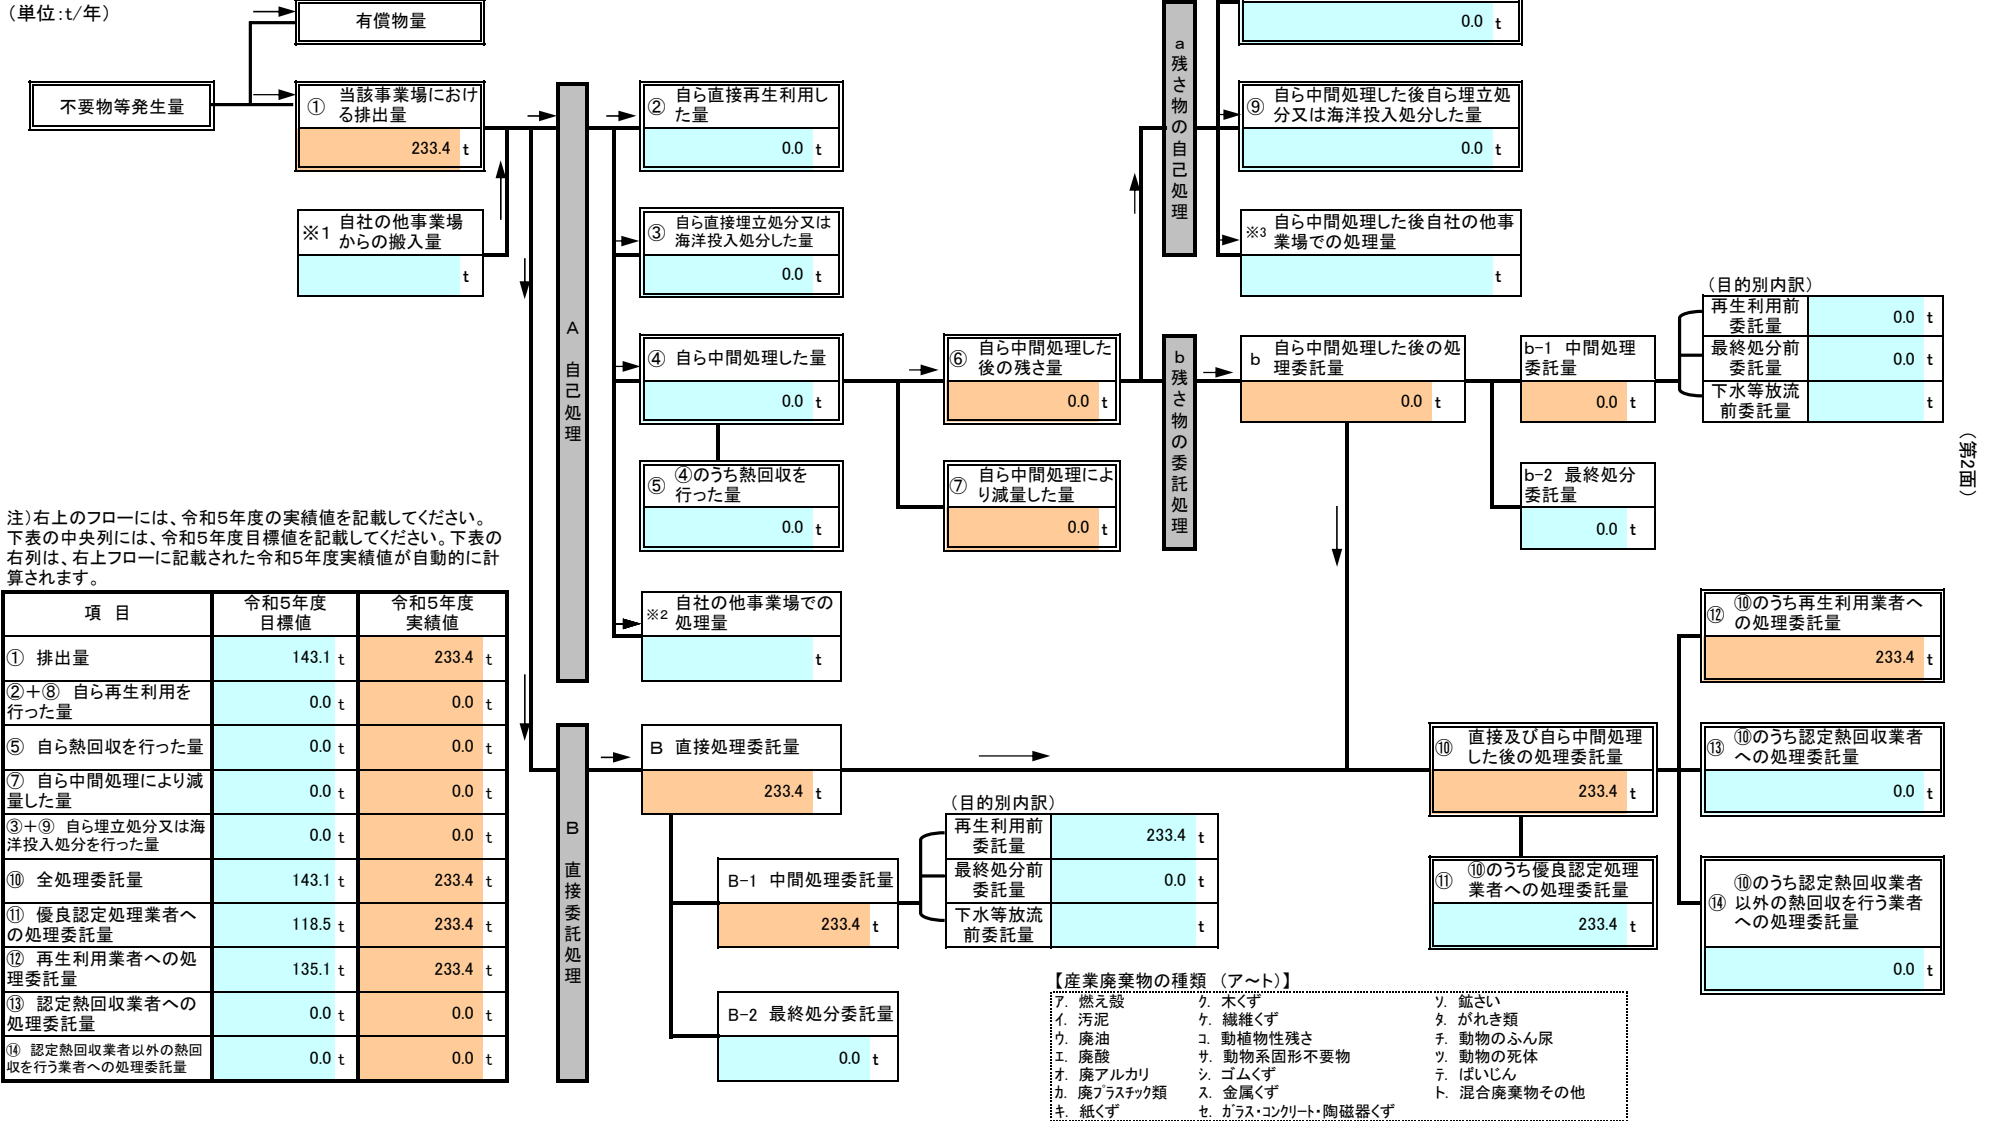 (単位:t/年)
有償物量
不要物等発生量
① 当該事業場におけ
る排出量
233.4 t
※1 自社の他事業場
からの搬入量
t
A 自己処理
② 自ら直接再生利用し
た量
0.0 t
③ 自ら直接埋立処分又は
海洋投入処分した量
0.0 t
④ 自ら中間処理した量
0.0 t
⑤ ④のうち熱回収を
行った量
0.0 t
※2 自社の他事業場での
処理量
t
⑥ 自ら中間処理した
後の残さ量
0.0 t
⑦ 自ら中間処理によ
り減量した量
0.0 t
a残さ物の自己処理
0.0 t
⑨ 自ら中間処理した後自ら埋立処
分又は海洋投入処分した量
0.0 t
※3 自ら中間処理した後自社の他事
業場での処理量
t
b残さ物の委託処理
b 自ら中間処理した後の処
理委託量
0.0 t
b-1 中間処理
委託量
0.0 t
b-2 最終処分
委託量
0.0 t
(目的別内訳)
再生利用前
委託量
0.0 t
最終処分前
委託量
0.0 t
下水等放流
前委託量
t
(第2面)
注)右上のフローには、令和5年度の実績値を記載してください。
下表の中央列には、令和5年度目標値を記載してください。下表の
右列は、右上フローに記載された令和5年度実績値が自動的に計
算されます。
項 目
令和5年度
目標値
令和5年度
実績値
① 排出量
143.1 t
233.4 t
②+⑧ 自ら再生利用を
行った量
0.0 t
0.0 t
⑤ 自ら熱回収を行った量
0.0 t
0.0 t
⑦ 自ら中間処理により減
量した量
0.0 t
0.0 t
③+⑨ 自ら埋立処分又は海
洋投入処分を行った量
0.0 t
0.0 t
⑩ 全処理委託量
143.1 t
233.4 t
⑪ 優良認定処理業者へ
の処理委託量
118.5 t
233.4 t
⑫ 再生利用業者への処
理委託量
135.1 t
233.4 t
⑬ 認定熱回収業者への
処理委託量
0.0 t
0.0 t
⑭ 認定熱回収業者以外の熱回
収を行う業者への処理委託量
0.0 t
0.0 t
B 直接委託処理
B 直接処理委託量
233.4 t
B-1 中間処理委託量
233.4 t
B-2 最終処分委託量
0.0 t
(目的別内訳)
再生利用前
委託量
233.4 t
最終処分前
委託量
0.0 t
下水等放流
前委託量
t
⑩ 直接及び自ら中間処理
した後の処理委託量
233.4 t
⑪ ⑩のうち優良認定処理
業者への処理委託量
233.4 t
⑫ ⑩のうち再生利用業者へ
の処理委託量
233.4 t
⑬ ⑩のうち認定熱回収業者
への処理委託量
0.0 t
⑭ ⑩のうち認定熱回収業者
以外の熱回収を行う業者
への処理委託量
0.0 t
【産業廃棄物の種類 (ア〜ト)】
ア. 燃え殻
イ. 汚泥
ウ. 廃油
エ. 廃酸
オ. 廃アルカリ
カ. 廃プラスチック類
キ. 紙くず
ク. 木くず
ケ. 繊維くず
コ. 動植物性残さ
サ. 動物系固形不要物
シ. ゴムくず
ス. 金属くず
セ. ガラス・コンクリート・陶磁器くず
ソ. 鉱さい
タ. がれき類
チ. 動物のふん尿
ツ. 動物の死体
テ. ばいじん
ト. 混合廃棄物その他